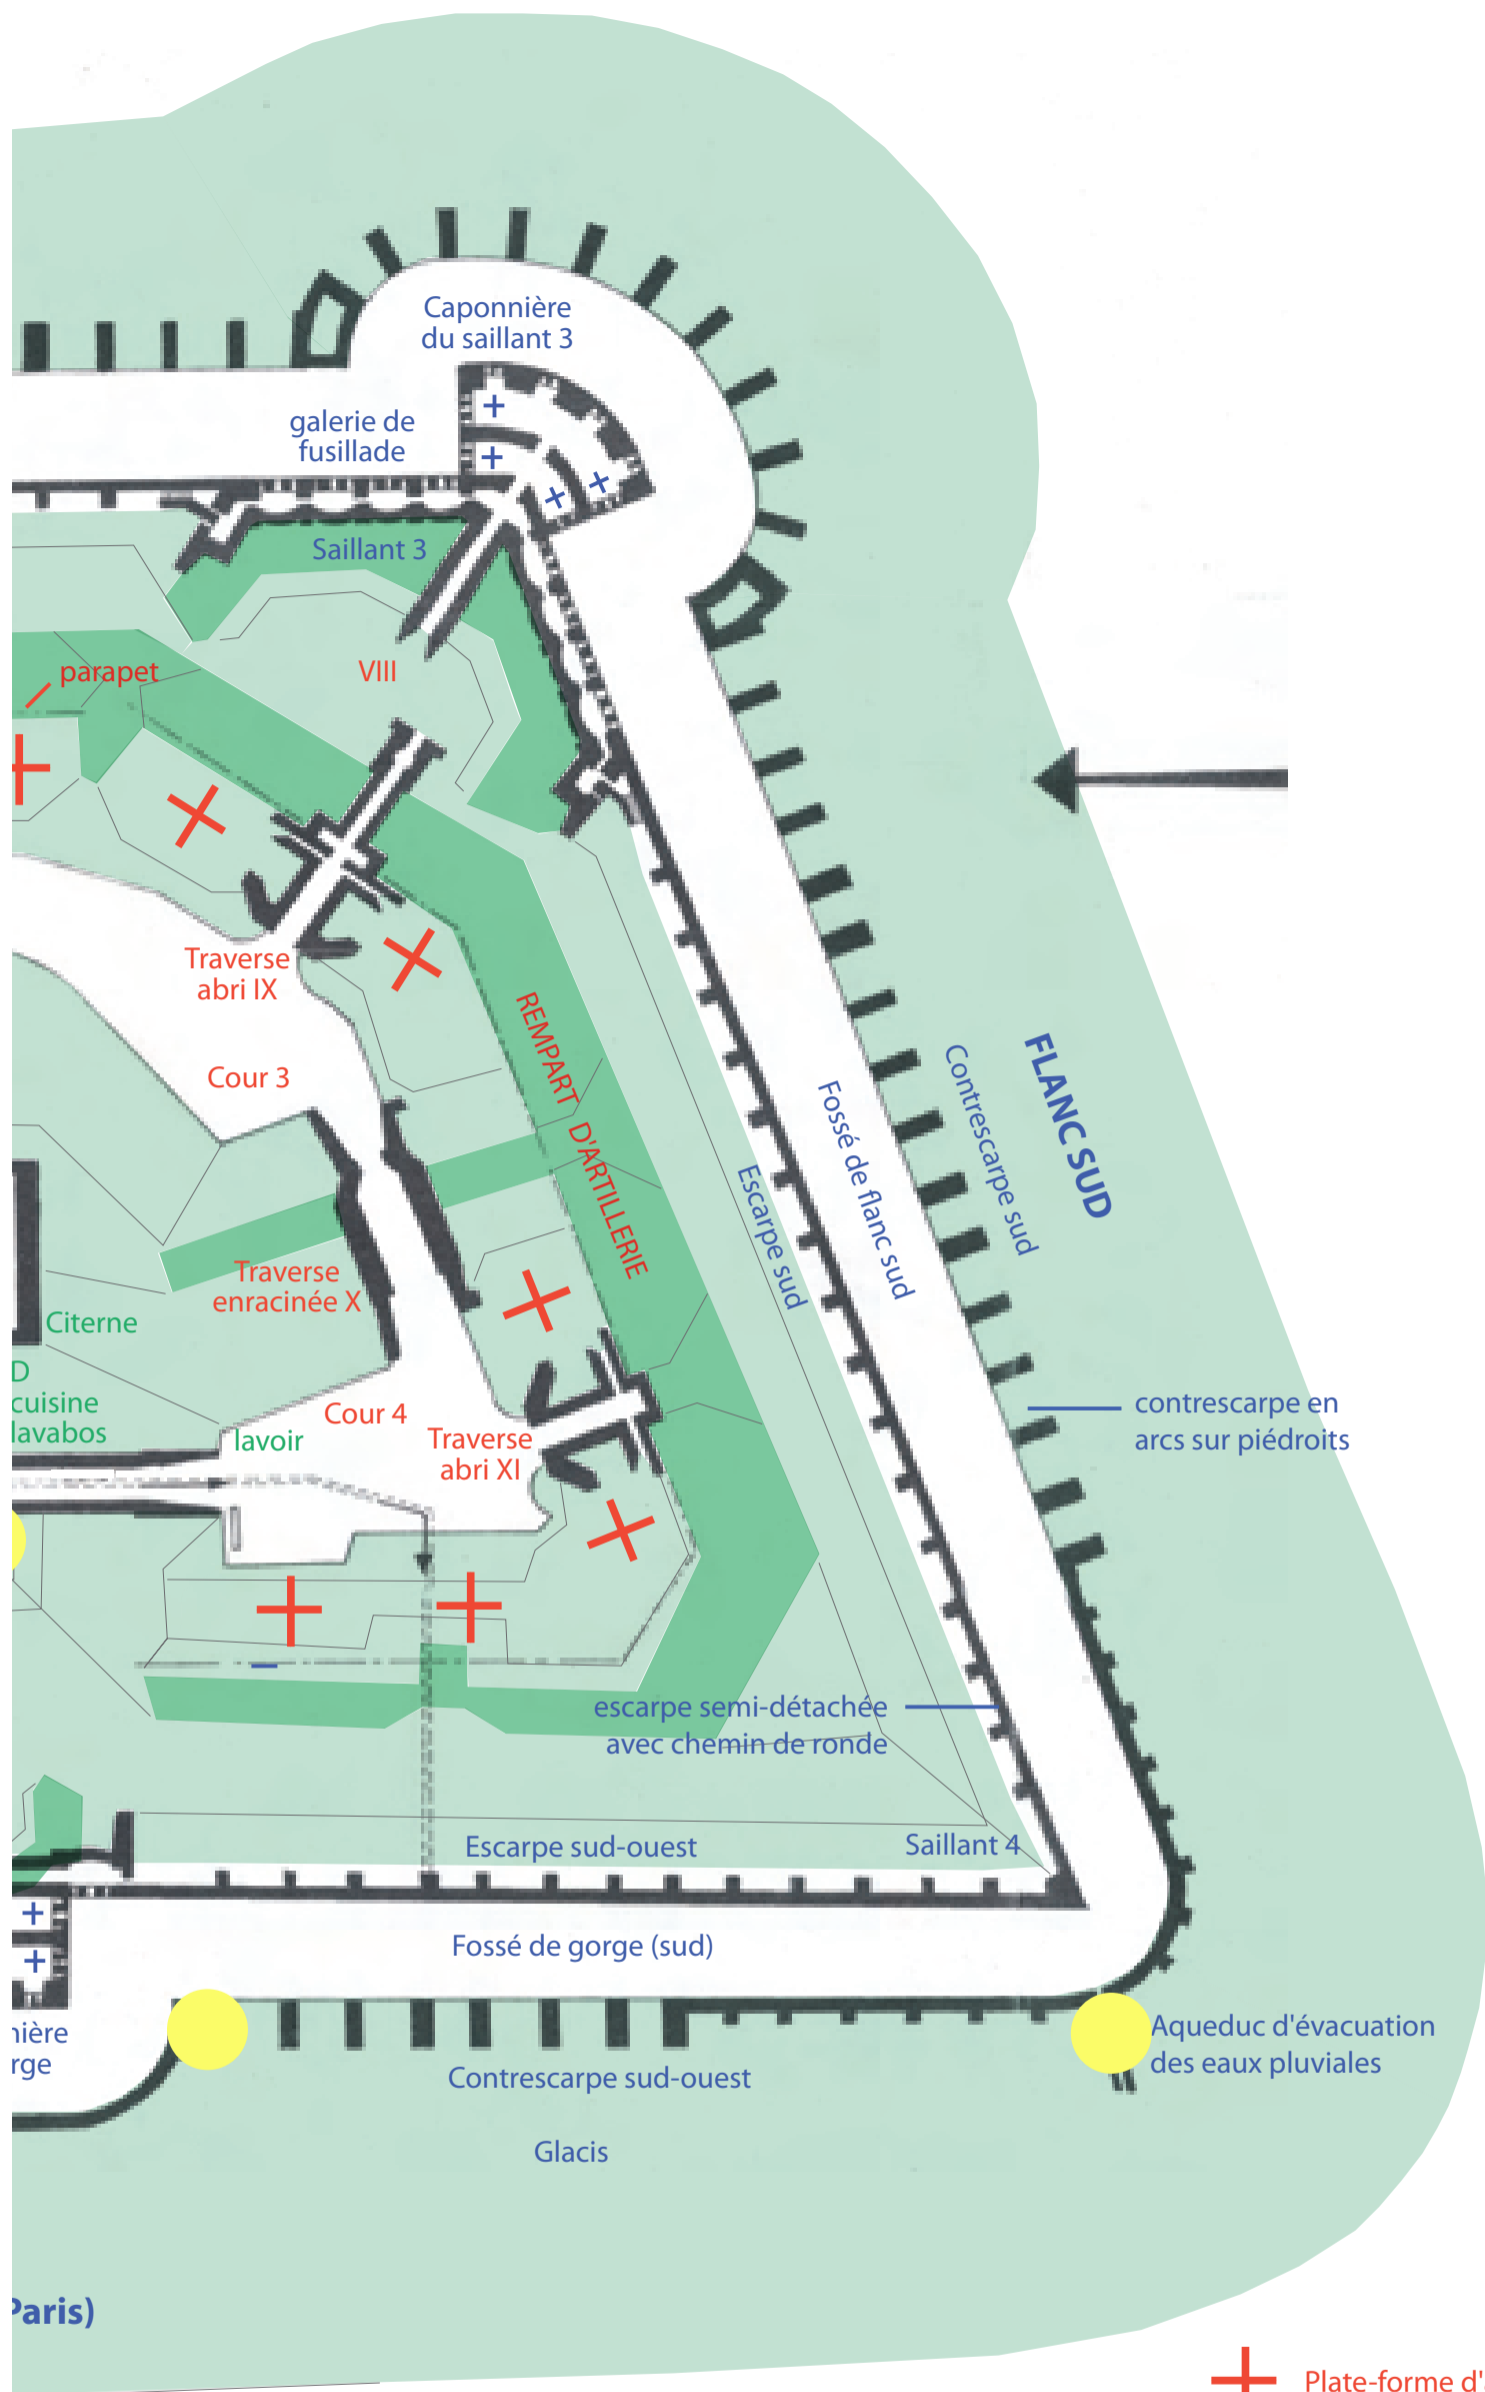 Caponnière
du saillant 3
galerie de
fusillade
Saillant 3
parapet
VIII
Traverse
abri IX
Cour 3
REMPART D'ARTILLERIE
FLANC SUD
Contrescarpe sud
Fossé de flanc sud
Escarpe sud
Traverse
enracinée X
Citerne
D
cuisine
lavabos
Cour 4
lavoir
Traverse
abri XI
contrescarpe en
arcs sur piédroits
escarpe semi-détachée
avec chemin de ronde
Escarpe sud-ouest
Saillant 4
Fossé de gorge (sud)
nière
rge
Aqueduc d'évacuation
des eaux pluviales
Contrescarpe sud-ouest
Glacis
Paris)
Plate-forme d'